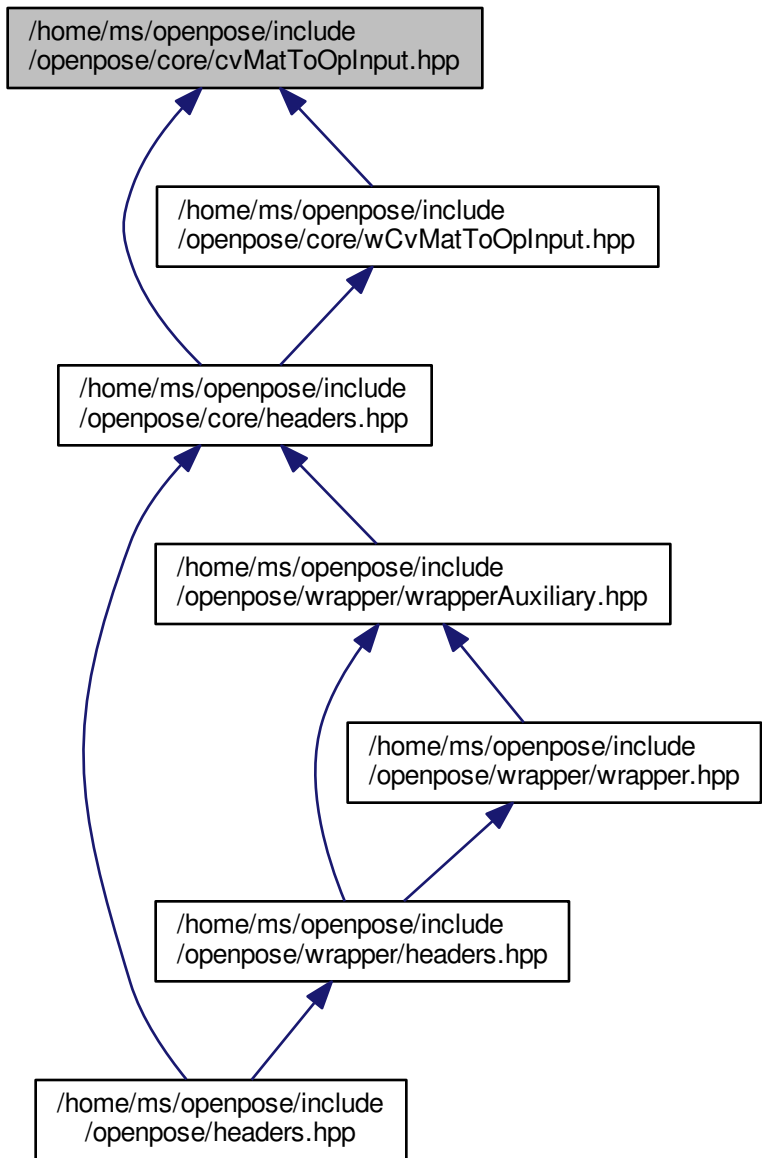 /home/ms/openpose/include
/openpose/core/cvMatToOpInput.hpp
/home/ms/openpose/include
/openpose/core/wCvMatToOpInput.hpp
/home/ms/openpose/include
/openpose/core/headers.hpp
/home/ms/openpose/include
/openpose/wrapper/wrapperAuxiliary.hpp
/home/ms/openpose/include
/openpose/wrapper/wrapper.hpp
/home/ms/openpose/include
/openpose/wrapper/headers.hpp
/home/ms/openpose/include
/openpose/headers.hpp